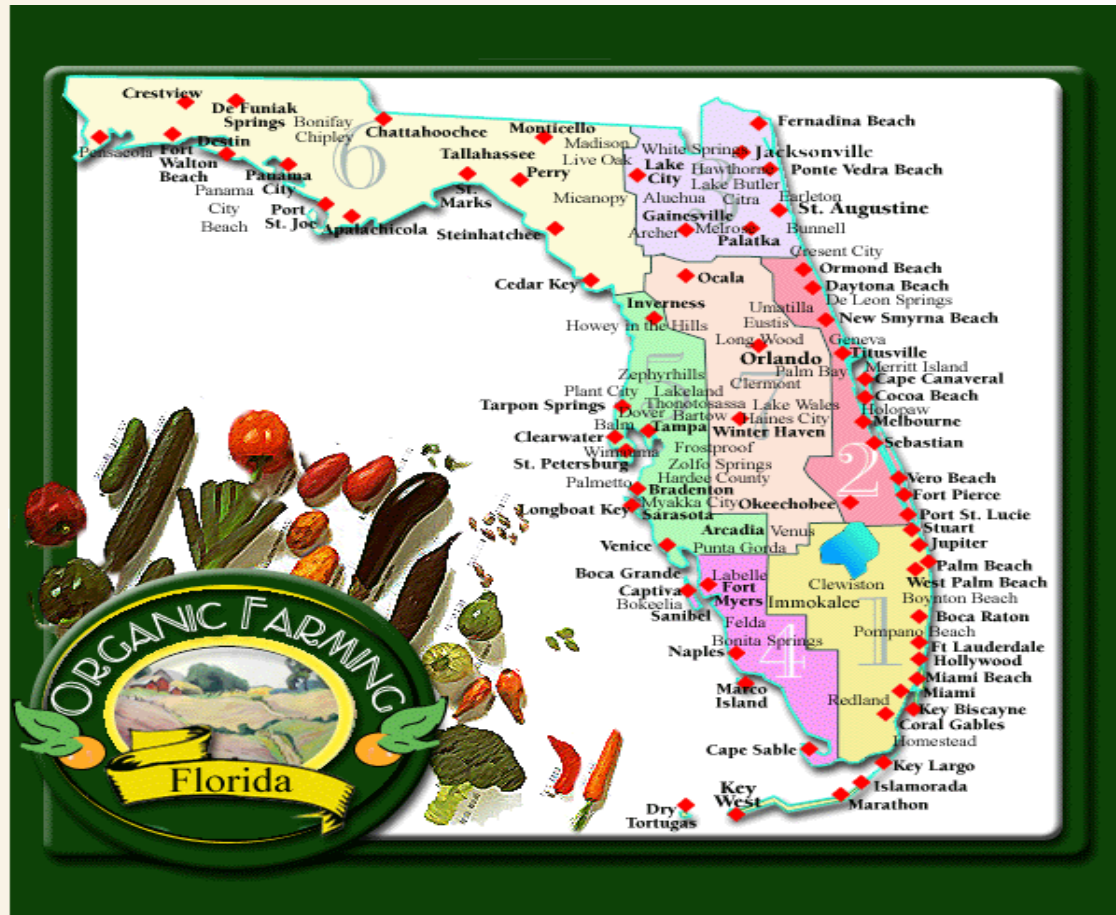 Crestview
De Funiak
Springs
Bonifay
Chipley
Chattahoochee
Pensacola
Fort
Walton
Beach
Destin
Panama
City
Panama
City
Beach
Port
St. Joe
Apalachicola
6
Monticello
Madison
Tallahassee
Live Oak
Perry
St.
Marks
Micanopy
Steinhatchee
Cedar Key
Fernadina Beach
White Springs
Jacksonville
Lake
City
Hawthorne
Ponte Vedra Beach
Lake Butler
3
Aluchua
Citra
Earleton
St. Augustine
Gainesville
Archer
Melrose
Palatka
Bunnell
Cresent City
Ocala
Ormond Beach
Daytona Beach
De Leon Springs
Inverness
Umatilla
New Smyrna Beach
Howey in the Hills
Eustis
Long Wood
Geneva
Orlando
Titusville
5
Zephyrhills
7
Palm Bay
Merritt Island
Plant City
Lakeland
Clermont
Cape Canaveral
Tarpon Springs
Thonotosassa
Lake Wales
Cocoa Beach
Dover
Bartow
Haines City
Holopaw
Balm
Tampa
Winter Haven
Melbourne
Clearwater
Wimauma
Frostproof
Sebastian
St. Petersburg
Zolfo Springs
2
Palmetto
Hardee County
Vero Beach
Bradenton
Fort Pierce
Longboat Key
Myakka City
Okeechobee
Sarasota
Port St. Lucie
Arcadia
Venus
Stuart
Venice
Punta Gorda
Jupiter
Boca Grande
Labelle
Palm Beach
Captiva
Fort
Myers
Clewiston
West Palm Beach
Bokeelia
Immokalee
Boynton Beach
Sanibel
Felda
Boca Raton
Bonita Springs
Pompano Beach
Naples
4
1
Ft Lauderdale
Hollywood
Marco
Island
Miami Beach
Redland
Miami
Key Biscayne
Coral Gables
Cape Sable
Homestead
Key Largo
Key
West
Islamorada
Marathon
Dry
Tortugas
ORGANIC FARMING
Florida